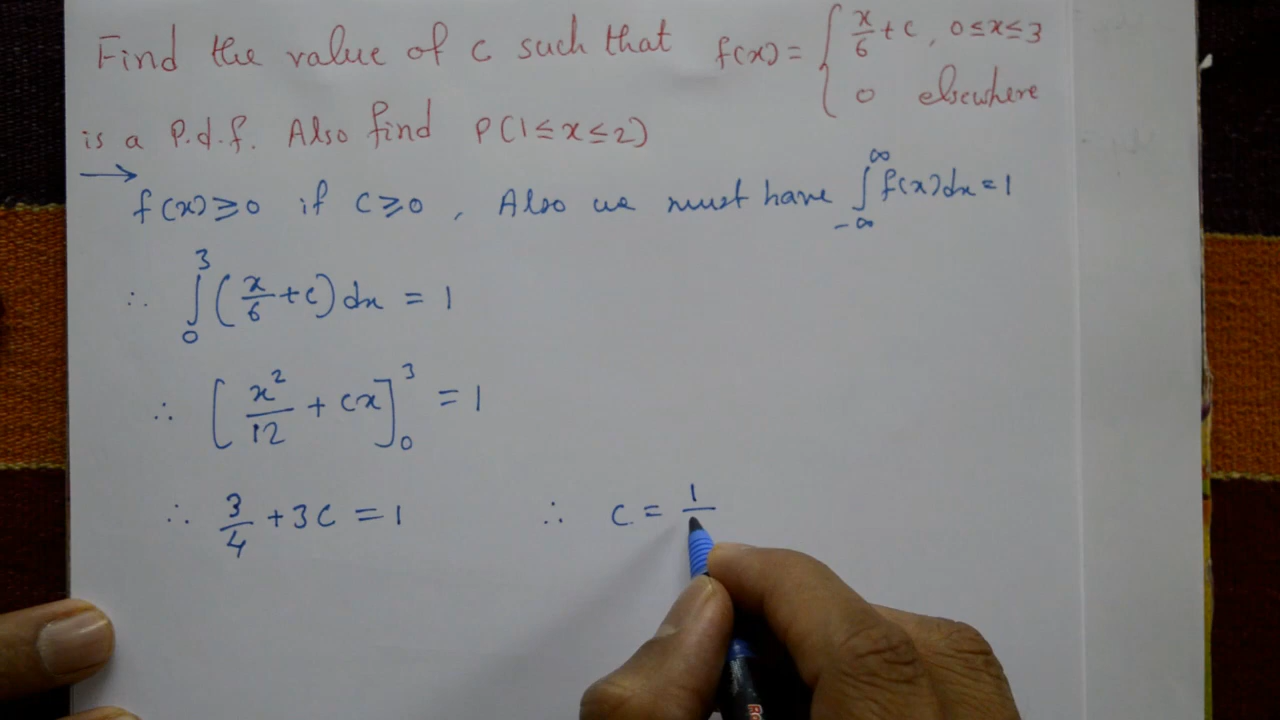 Find the value of c such that f(x) = { x/6 + c, 0≤x≤3
0 elsewhere
is a P.d.f. Also find P(1≤x≤2)
→ f(x)≥0 if c≥0, Also we must have ∫_{-∞}^{∞} f(x)dx = 1
∴ ∫_0^3 (x/6 + c) dx = 1
∴ [x²/12 + cx]_0^3 = 1
∴ 3/4 + 3c = 1 ∴ c = 1/